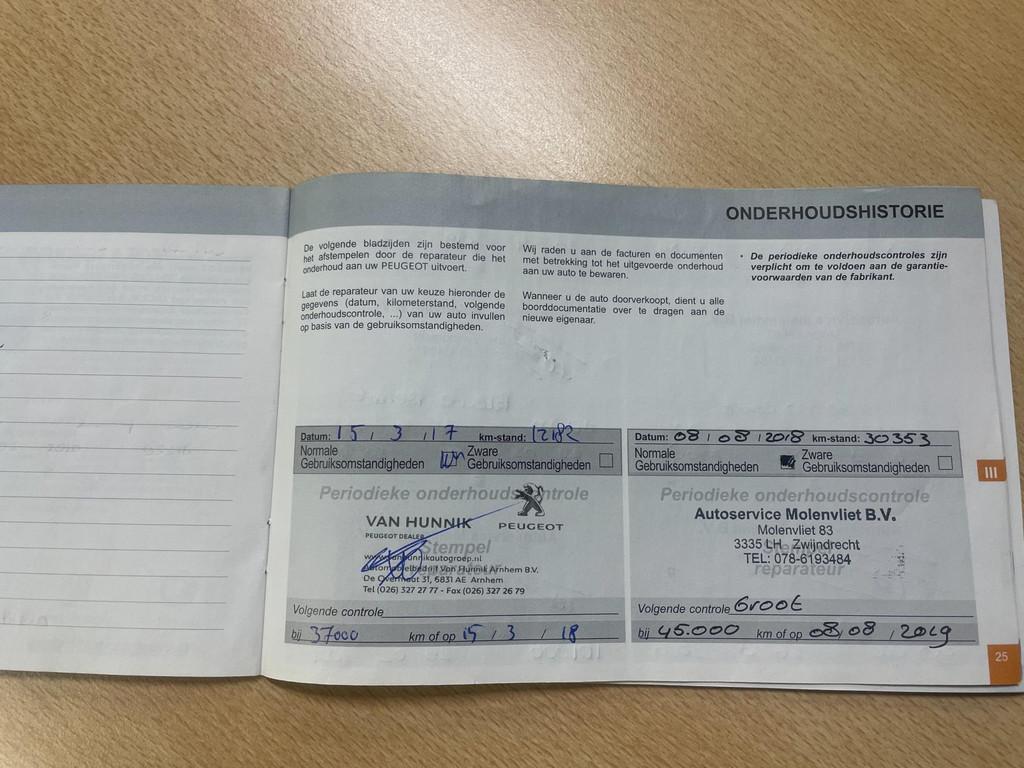 ONDERHOUDSHISTORIE
De volgende bladzijden zijn bestemd voor
het afstempelen door de reparateur die het
onderhoud aan uw PEUGEOT uitvoert.
Laat de reparateur van uw keuze hieronder de
gegevens (datum, kilometerstand, volgende
onderhoudscontrole, ...) van uw auto invullen
op basis van de gebruiksomstandigheden.
Wij raden u aan de facturen en documenten
met betrekking tot het uitgevoerde onderhoud
aan uw auto te bewaren.
Wanneer u de auto doorverkoopt, dient u alle
boorddocumentatie over te dragen aan de
nieuwe eigenaar.
• De periodieke onderhoudscontroles zijn
verplicht om te voldoen aan de garantie-
voorwaarden van de fabrikant.
Datum: 15 / 3 / 17 km-stand: 12182
Normale
Gebruiksomstandigheden
Zware
Gebruiksomstandigheden
Periodieke onderhoudscontrole
VAN HUNNIK
PEUGEOT DEALER
PEUGEOT
Stempel
www.vanhunnikautogroep.nl
Automobielbedrijf Van Hunnik Arnhem B.V.
De Overmaat 31, 6831 AE Arnhem
Tel (026) 327 27 77 - Fax (026) 327 26 79
Volgende controle
bij 37000 km of op 15 / 3 / 18
Datum: 08 / 08 / 2018 km-stand: 30353
Normale
Gebruiksomstandigheden
Zware
Gebruiksomstandigheden
Periodieke onderhoudscontrole
Autoservice Molenvliet B.V.
Molenvliet 83
3335 LH Zwijndrecht
TEL: 078-6193484
reparateur
Volgende controle Groot
bij 45.000 km of op 08 / 08 / 2019
III
25